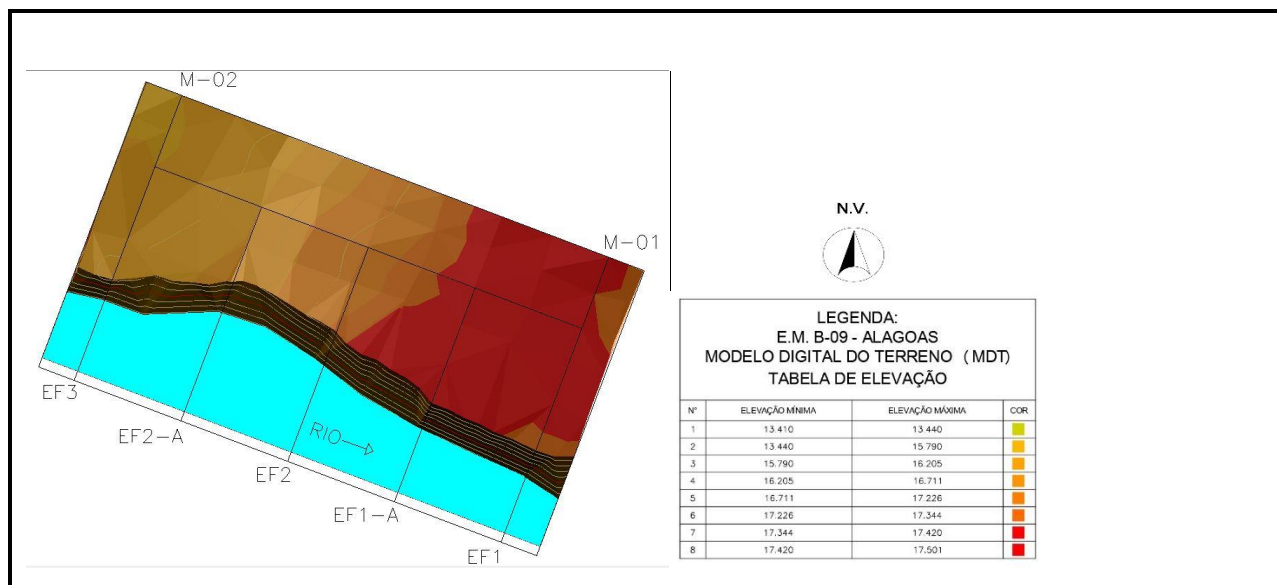 M-02
M-01
EF3
EF2-A
EF2
RIO
EF1-A
EF1
N.V.
LEGENDA:
E.M. B-09 - ALAGOAS
MODELO DIGITAL DO TERRENO ( MDT)
TABELA DE ELEVAÇÃO
N° ELEVAÇÃO MÍNIMA ELEVAÇÃO MÁXIMA COR
1 13.410 13.440
2 13.440 15.790
3 15.790 16.205
4 16.205 16.711
5 16.711 17.226
6 17.226 17.344
7 17.344 17.420
8 17.420 17.501